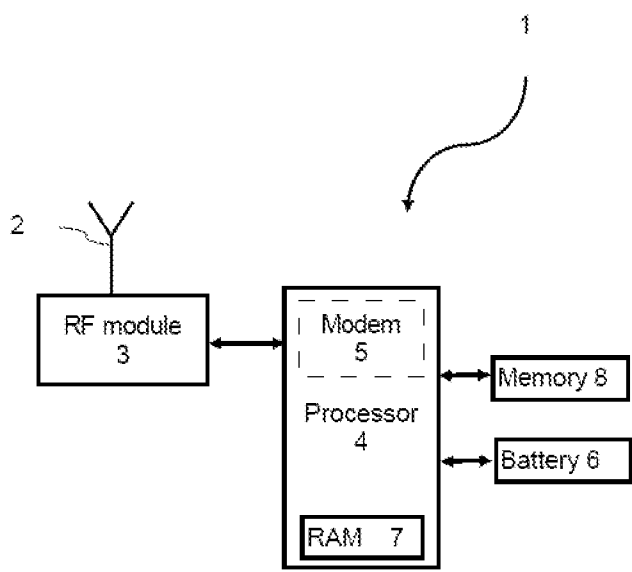 1
2
RF module
3
Modem
5
Processor
4
Memory 8
Battery 6
RAM 7